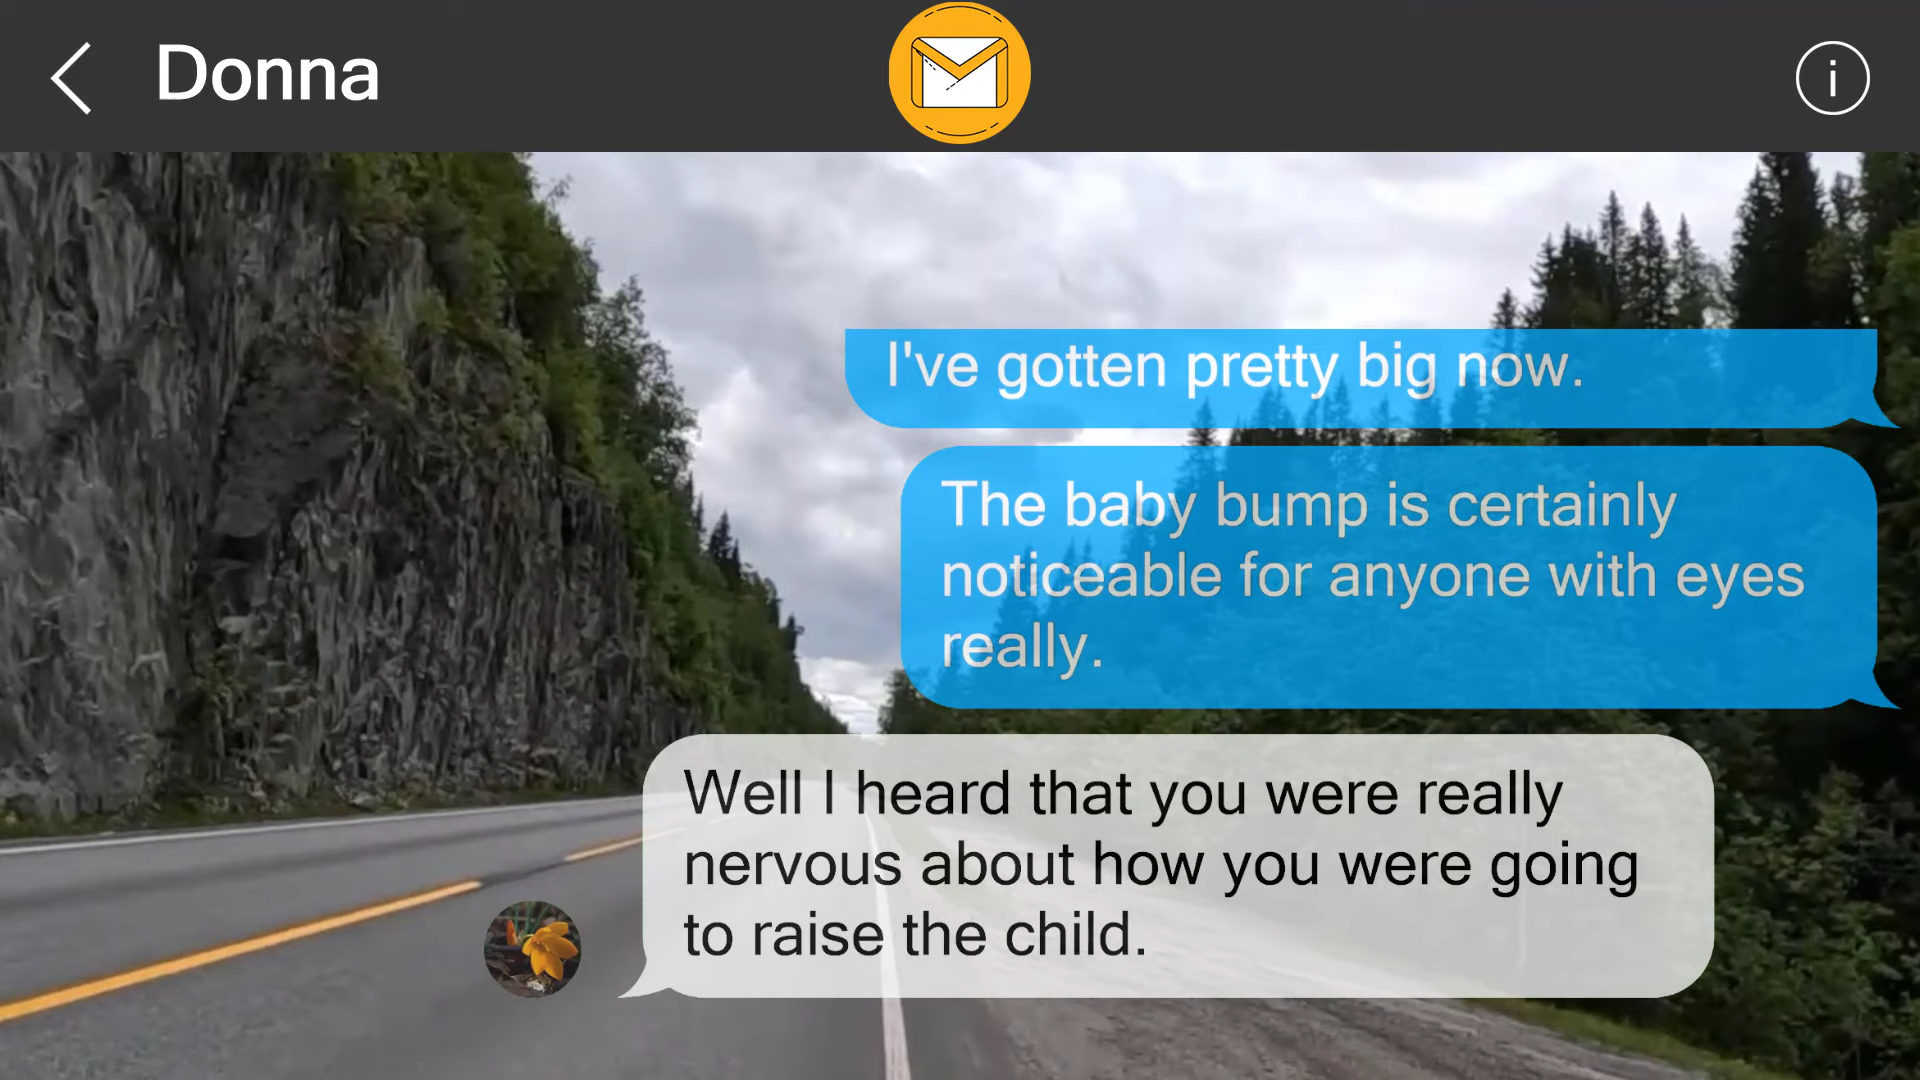 Donna
i
I've gotten pretty big now.
The baby bump is certainly
noticeable for anyone with eyes
really.
Well I heard that you were really
nervous about how you were going
to raise the child.